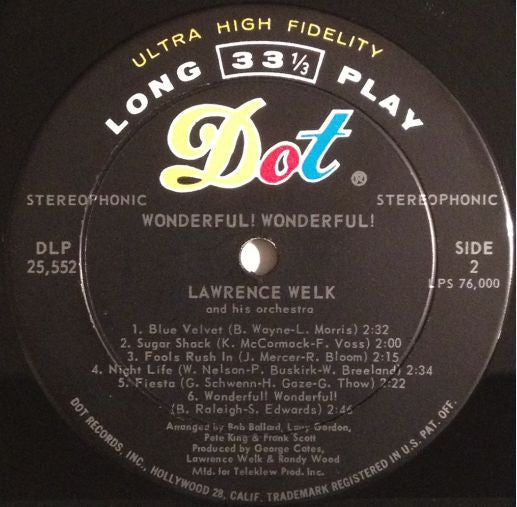 ULTRA HIGH FIDELITY
LONG 33 1/3 PLAY
Dot®
STEREOPHONIC STEREOPHONIC
WONDERFUL! WONDERFUL!
DLP SIDE
25,552 2
LPS 76,000
LAWRENCE WELK
and his orchestra
1. Blue Velvet (B. Wayne-L. Morris) 2:32
2. Sugar Shack (K. McCormock-F. Voss) 2:00
3. Fools Rush In (J. Mercer-R. Bloom) 2:15
4. Night Life (W. Nelson-P. Buskirk-W. Breeland) 2:34
5. Fiesta (G. Schwenn-H. Gaze-G. Thow) 2:22
6. Wonderful! Wonderful!
(B. Raleigh-S. Edwards) 2:46
Arranged by Bob Ballard, Larry Gordon,
Pete King & Frank Scott
Produced by George Cates,
Lawrence Welk & Randy Wood
Mfd. for Teleklew Prod. Inc.
DOT RECORDS, INC., HOLLYWOOD 28, CALIF. TRADEMARK REGISTERED IN U.S. PAT. OFF.